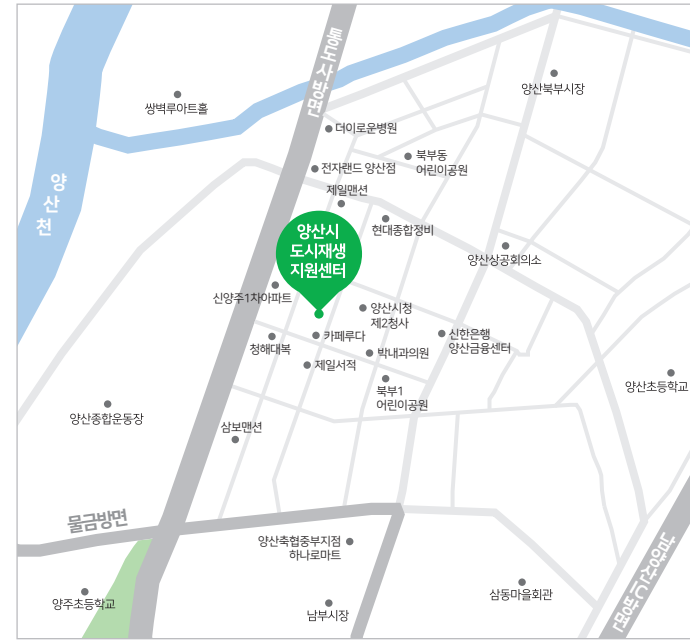 통도사방면
양산북부시장
쌍벽루아트홀
더이로운병원
북부동
어린이공원
전자랜드 양산점
제일맨션
양산천
현대종합정비
양산시
도시재생
지원센터
양산상공회의소
신양주1차아파트
양산시청
제2청사
카페루다
신한은행
양산금융센터
청해대복
박내과의원
제일서적
양산초등학교
북부1
어린이공원
양산종합운동장
삼보맨션
물금방면
양산축협중부지점
하나로마트
남양산IC방면
양주초등학교
삼동마을회관
남부시장